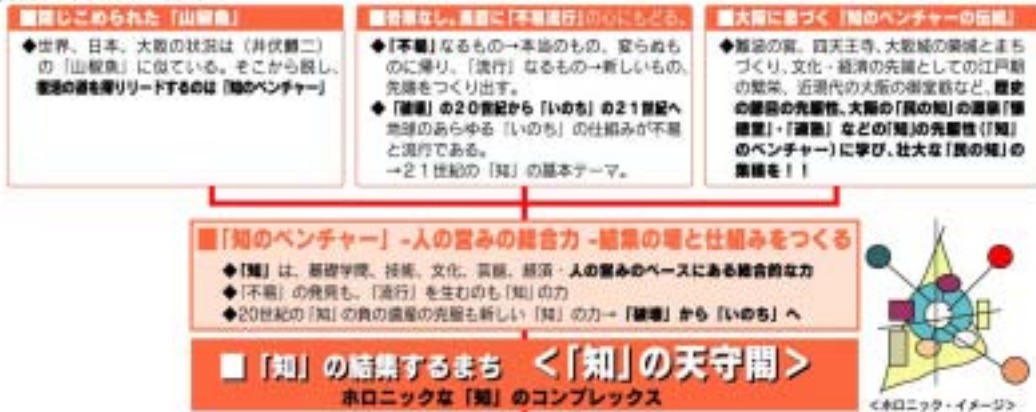 ■閉じこめられた「山椒魚」
◆世界、日本、大阪の状況は（井伏鱒二）
の「山椒魚」に似ている。そこから脱し、
復活の道を探りリードするのは「知のベンチャー」
に「不易流行」の心にもどる。
◆「不易」なるもの→本当のもの、変らぬも
のに帰り、「流行」なるもの→新しいもの、
先端をつくり出す。
◆「破壊」の20世紀から「いのち」の21世紀へ
地球のあらゆる「いのち」の仕組みが不易
と流行である。
→21世紀の「知」の基本テーマ。
■大阪に息づく「知のベンチャーの伝統」
◆難波の宮、四天王寺、大阪城の築城とまち
づくり、文化・経済の先端としての江戸期
の繁栄、近現代の大阪の御堂筋など、歴史
の節目の先駆性、大阪の「民の知」の源泉「懐
徳堂」・「適塾」などの「知」の先駆性（「知
のベンチャー）に学び、壮大な「民の知」の
集積を！！
■「知のベンチャー」-人の営みの総合力 -結集の場と仕組みをつくる
◆「知」は、基礎学問、技術、文化、芸能、経済・人の営みのベースにある総合的な力
◆「不易」の発見も、「流行」を生むのも「知」の力
◆20世紀の「知」の負の遺産の克服も新しい「知」の力→「破壊」から「いのち」へ
■「知」の結集するまち ＜「知」の天守閣＞
ホロニックな「知」のコンプレックス
＜ホロニック・イメージ＞